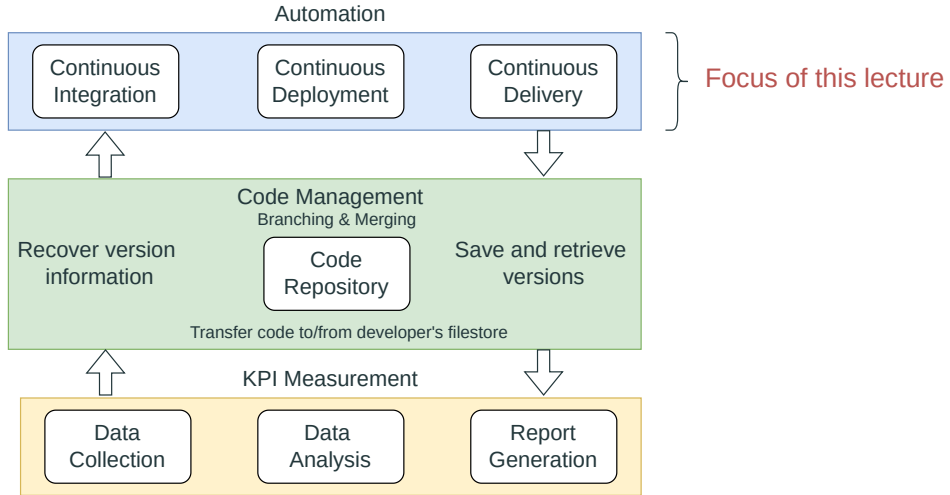 Automation
Continuous
Integration
Continuous
Deployment
Continuous
Delivery
Focus of this lecture
Code Management
Branching & Merging
Recover version
information
Code
Repository
Save and retrieve
versions
Transfer code to/from developer's filestore
KPI Measurement
Data
Collection
Data
Analysis
Report
Generation